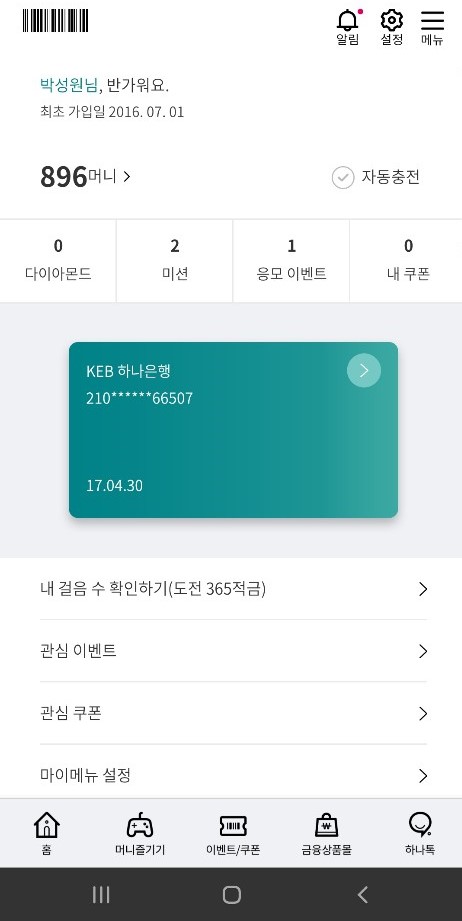 알림 설정 메뉴
박성원님, 반가워요.
최초 가입일 2016. 07. 01
896머니 자동충전
0 2 1 0
다이아몬드 미션 응모 이벤트 내 쿠폰
KEB 하나은행
210******66507
17.04.30
내 걸음 수 확인하기(도전 365적금)
관심 이벤트
관심 쿠폰
마이메뉴 설정
홈 머니즐기기 이벤트/쿠폰 금융상품몰 하나톡